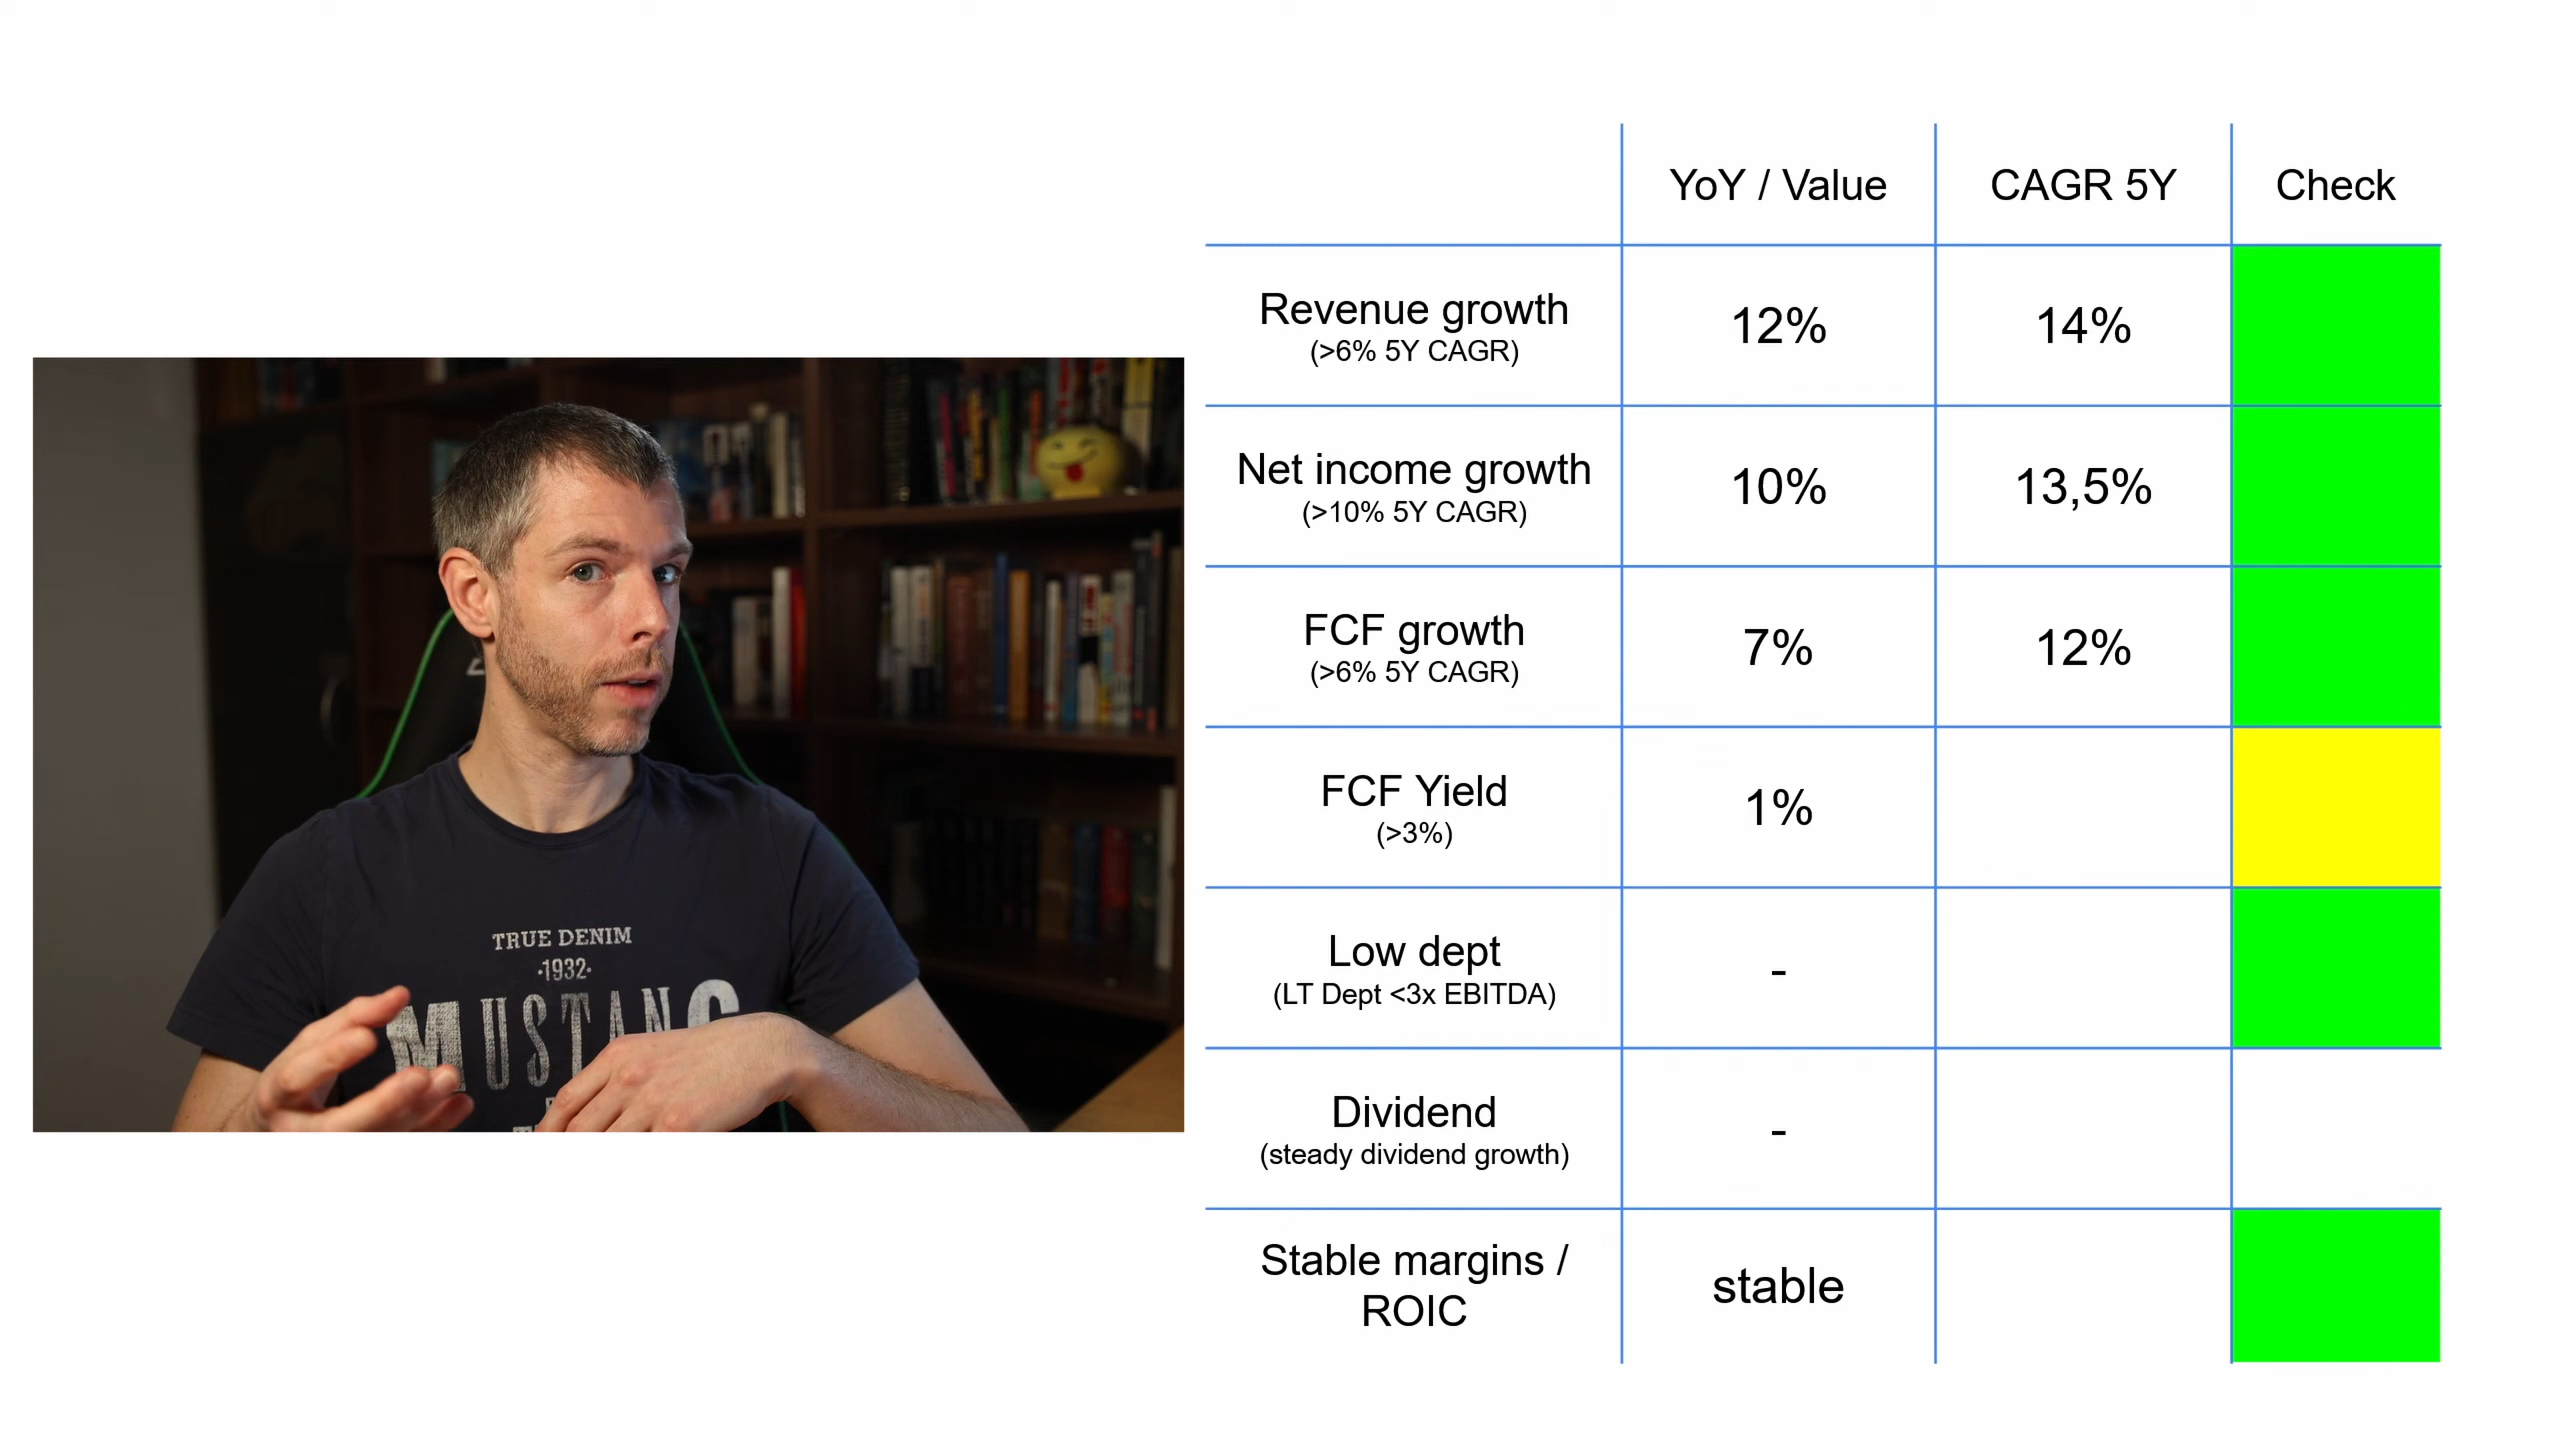 YoY / Value
CAGR 5Y
Check
Revenue growth
(>6% 5Y CAGR)
12%
14%
Net income growth
(>10% 5Y CAGR)
10%
13,5%
FCF growth
(>6% 5Y CAGR)
7%
12%
FCF Yield
(>3%)
1%
Low dept
(LT Dept <3x EBITDA)
-
Dividend
(steady dividend growth)
-
Stable margins /
ROIC
stable
TRUE DENIM
·1932·
MUSTANG